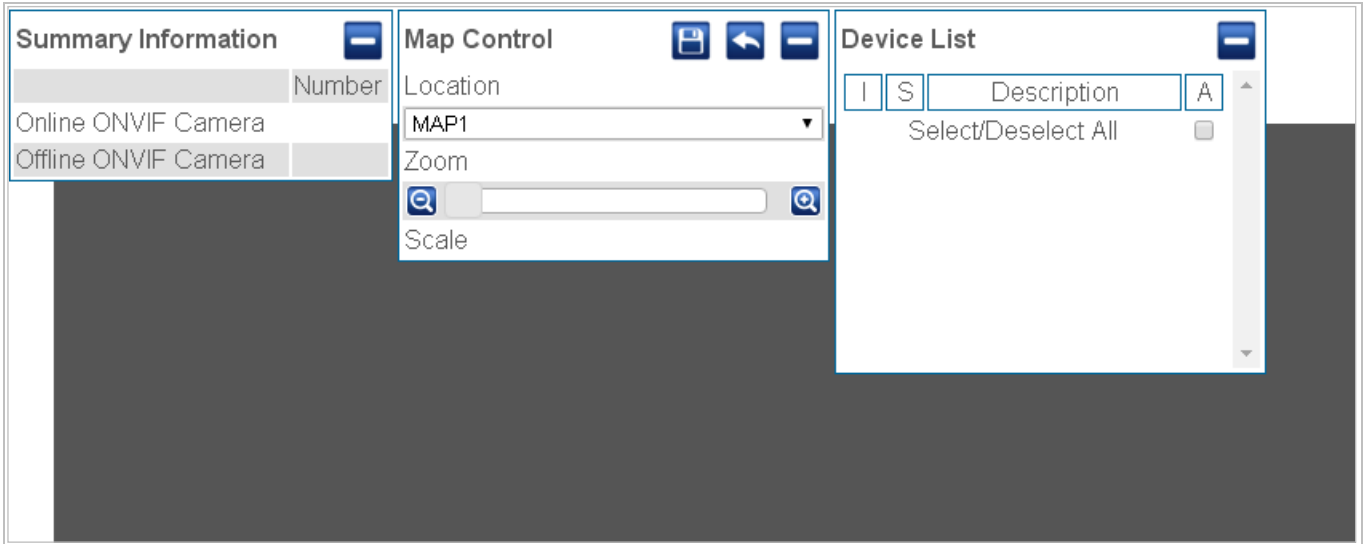 Summary Information
Number
Online ONVIF Camera
Offline ONVIF Camera
Map Control
Location
MAP1
Zoom
Scale
Device List
I S Description A
Select/Deselect All